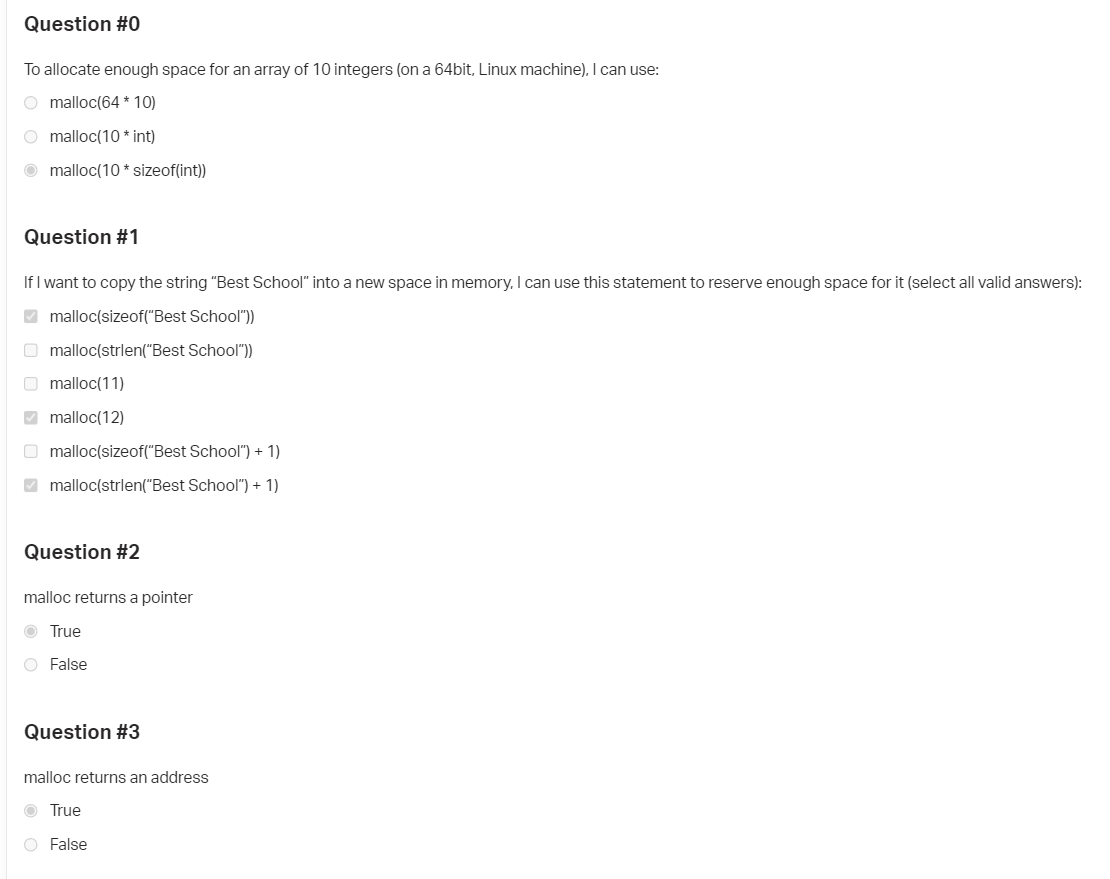 Question #0
To allocate enough space for an array of 10 integers (on a 64bit, Linux machine), I can use:
malloc(64 * 10)
malloc(10 * int)
malloc(10 * sizeof(int))
Question #1
If I want to copy the string “Best School” into a new space in memory, I can use this statement to reserve enough space for it (select all valid answers):
malloc(sizeof(“Best School”))
malloc(strlen(“Best School”))
malloc(11)
malloc(12)
malloc(sizeof(“Best School”) + 1)
malloc(strlen(“Best School”) + 1)
Question #2
malloc returns a pointer
True
False
Question #3
malloc returns an address
True
False